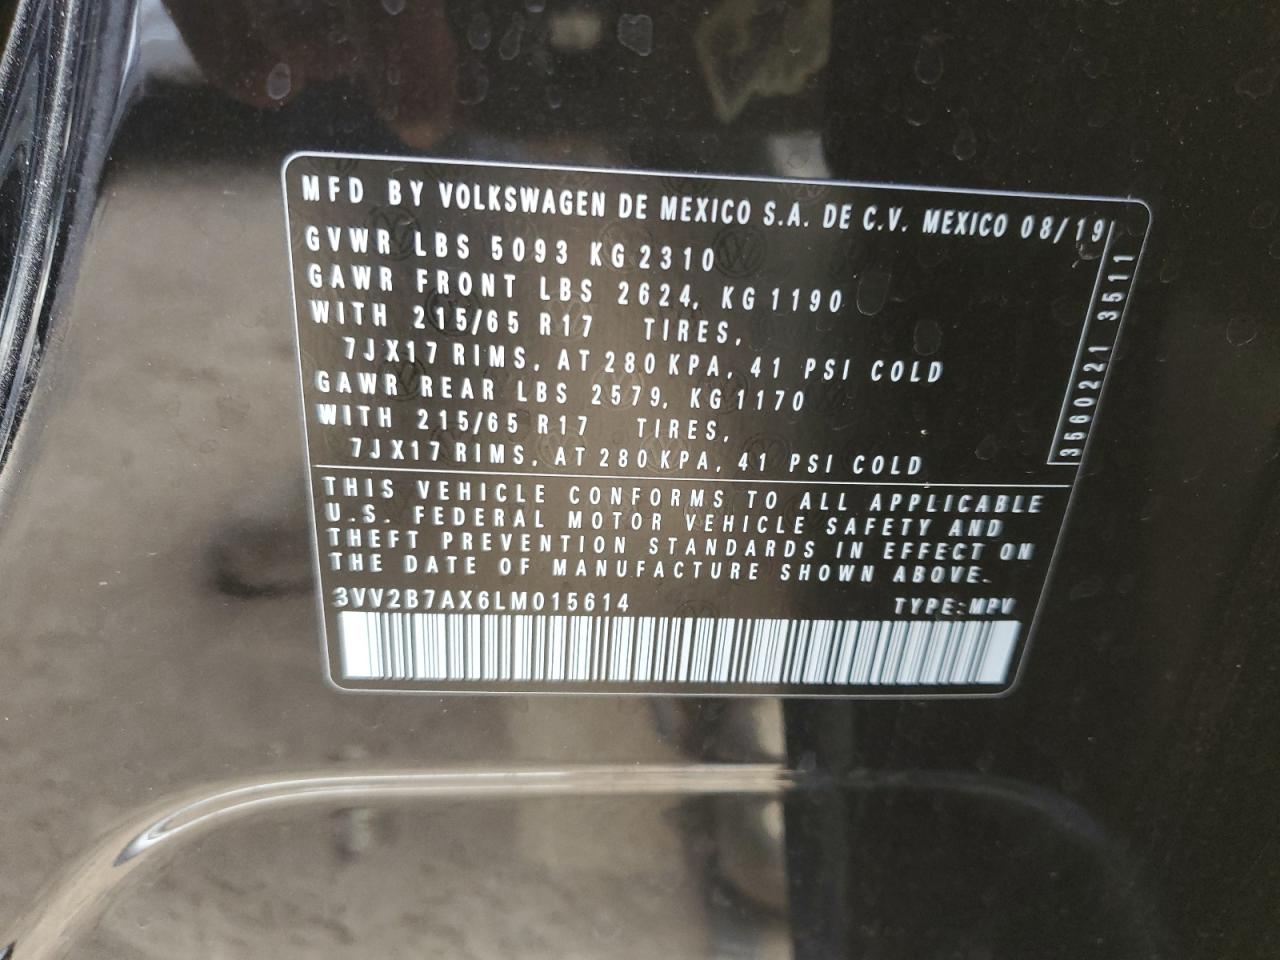 MFD BY VOLKSWAGEN DE MEXICO S.A. DE C.V. MEXICO 08/19
GVWR LBS 5093 KG 2310
GAWR FRONT LBS 2624, KG 1190
WITH 215/65 R17 TIRES,
7JX17 RIMS, AT 280 KPA, 41 PSI COLD
GAWR REAR LBS 2579, KG 1170
WITH 215/65 R17 TIRES,
7JX17 RIMS, AT 280 KPA, 41 PSI COLD
3560221 3511
THIS VEHICLE CONFORMS TO ALL APPLICABLE
U.S. FEDERAL MOTOR VEHICLE SAFETY AND
THEFT PREVENTION STANDARDS IN EFFECT ON
THE DATE OF MANUFACTURE SHOWN ABOVE.
3VV2B7AX6LM015614 TYPE:MPV